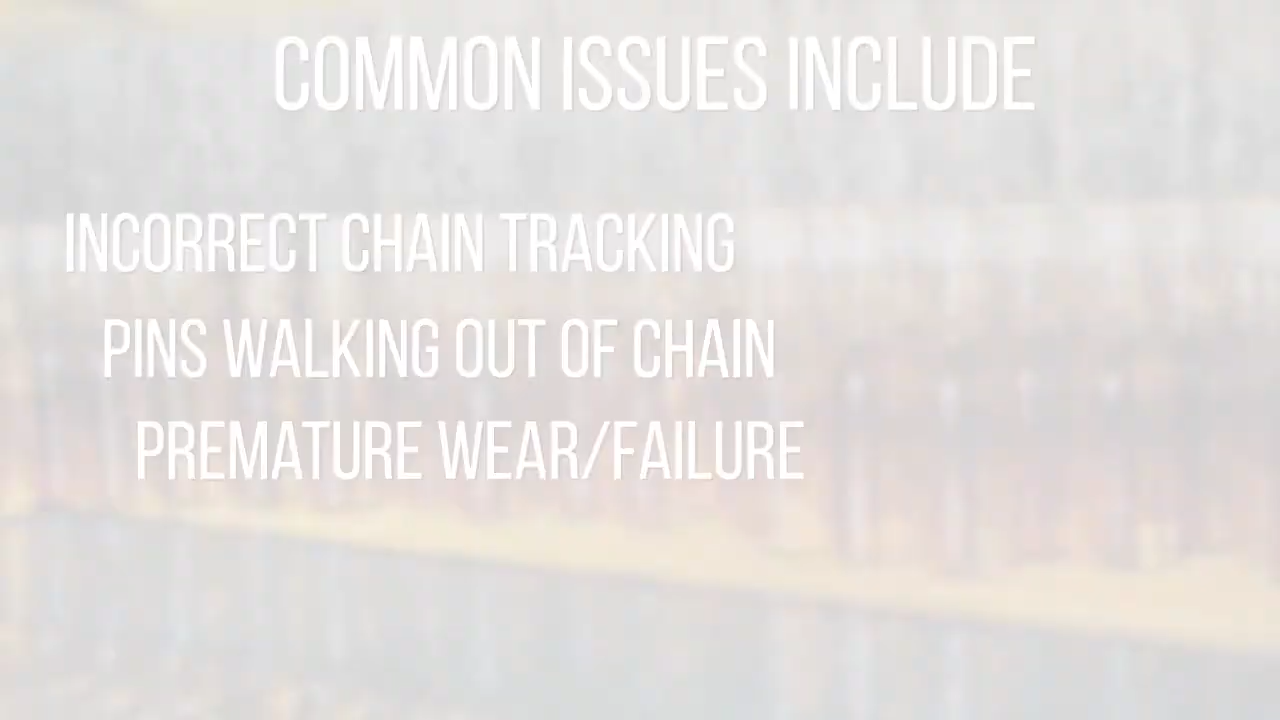 COMMON ISSUES INCLUDE
INCORRECT CHAIN TRACKING
PINS WALKING OUT OF CHAIN
PREMATURE WEAR/FAILURE